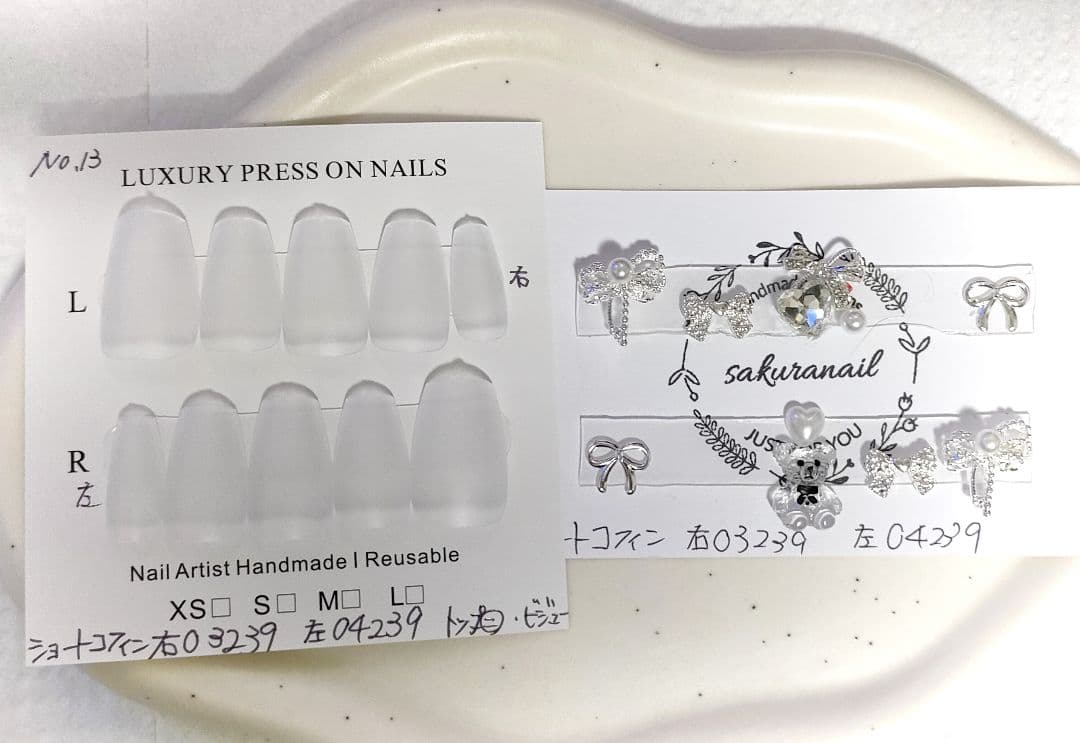 No.13
LUXURY PRESS ON NAILS
L 右
R
左
Nail Artist Handmade | Reusable
XS□ S□ M□ L□
ショートコフィン右03239 左04239 トップ ・ビジュー
sakuranail
JUST YOU
ートコフィン 右03239 左04239